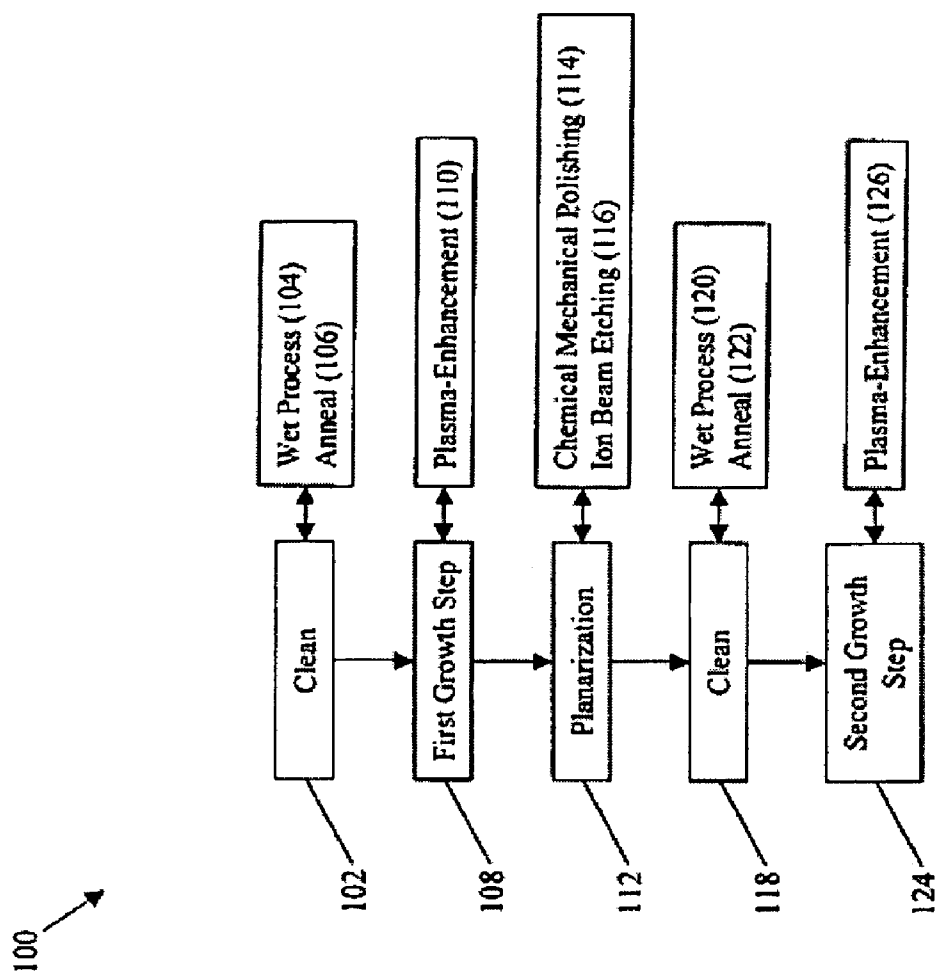 100
102
Clean
Wet Process (104)
Anneal (106)
108
First Growth Step
Plasma-Enhancement (110)
112
Planarization
Chemical Mechanical Polishing (114)
Ion Beam Etching (116)
118
Clean
Wet Process (120)
Anneal (122)
124
Second Growth
Step
Plasma-Enhancement (126)